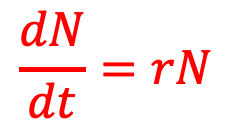 dN/dt = rN